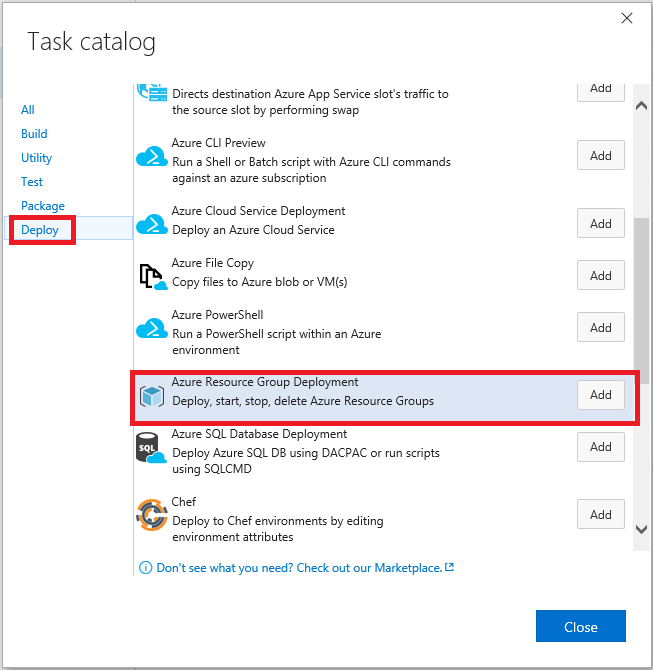 Task catalog
All
Build
Utility
Test
Package
Deploy
Directs destination Azure App Service slot's traffic to
the source slot by performing swap
Add
Azure CLI Preview
Run a Shell or Batch script with Azure CLI commands
against an azure subscription
Add
Azure Cloud Service Deployment
Deploy an Azure Cloud Service
Add
Azure File Copy
Copy files to Azure blob or VM(s)
Add
Azure PowerShell
Run a PowerShell script within an Azure
environment
Add
Azure Resource Group Deployment
Deploy, start, stop, delete Azure Resource Groups
Add
SQL
Azure SQL Database Deployment
Deploy Azure SQL DB using DACPAC or run scripts
using SQLCMD
Add
Chef
Deploy to Chef environments by editing
environment attributes
Add
Don't see what you need? Check out our Marketplace.
Close